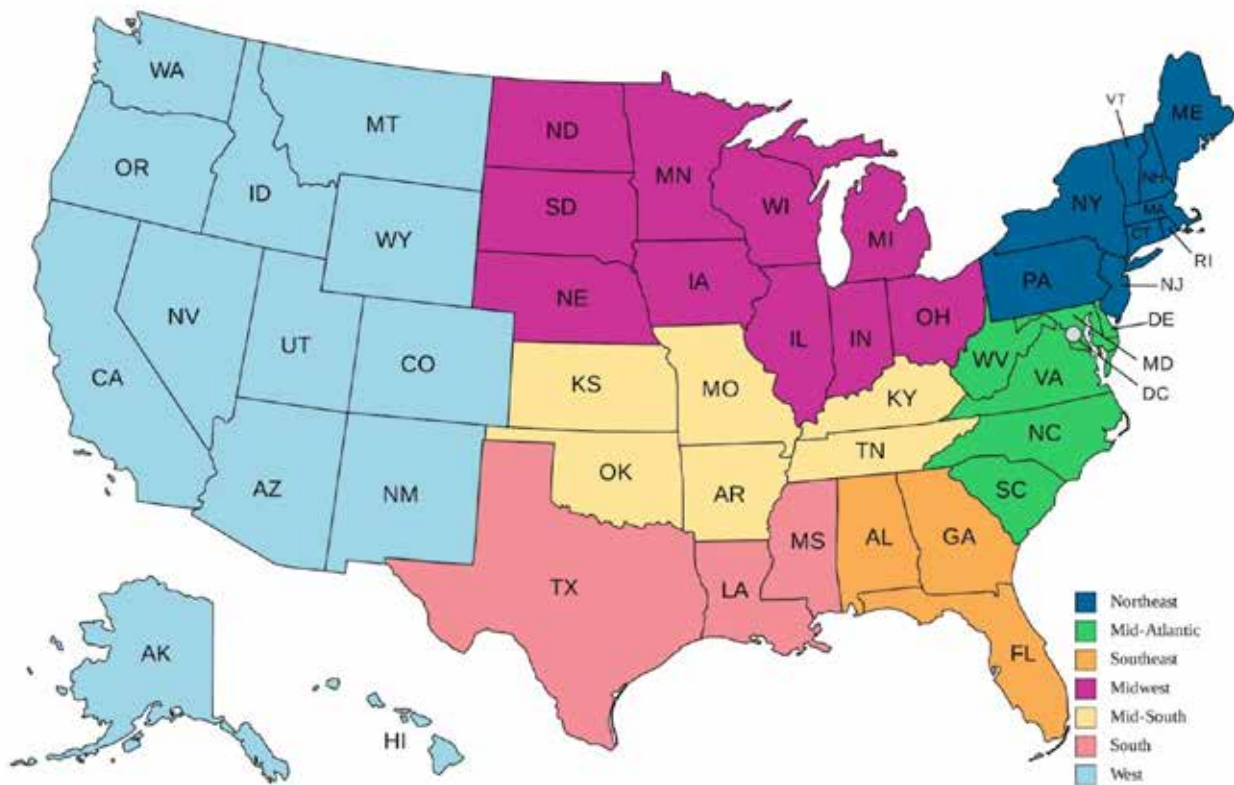 WA
MT
ND
MN
VT
ME
OR
ID
SD
WI
MI
NY
NH
MA
CT
RI
WY
NE
IA
PA
NJ
NV
UT
CO
IL
IN
OH
DE
MD
DC
WV
VA
CA
KS
MO
KY
NC
AZ
NM
OK
AR
TN
SC
TX
LA
MS
AL
GA
FL
AK
HI
Northeast
Mid-Atlantic
Southeast
Midwest
Mid-South
South
West